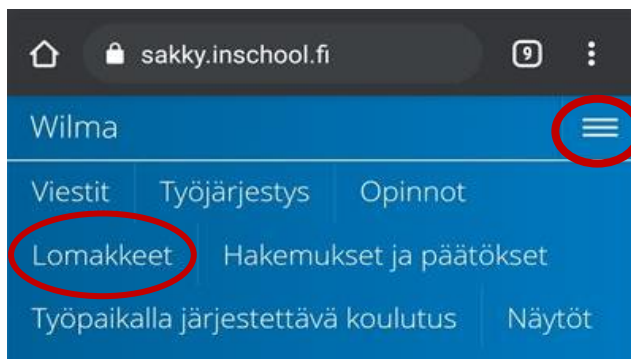 sakky.inschool.fi 9
Wilma
Viestit Työjärjestys Opinnot
Lomakkeet Hakemukset ja päätökset
Työpaikalla järjestettävä koulutus Näytöt